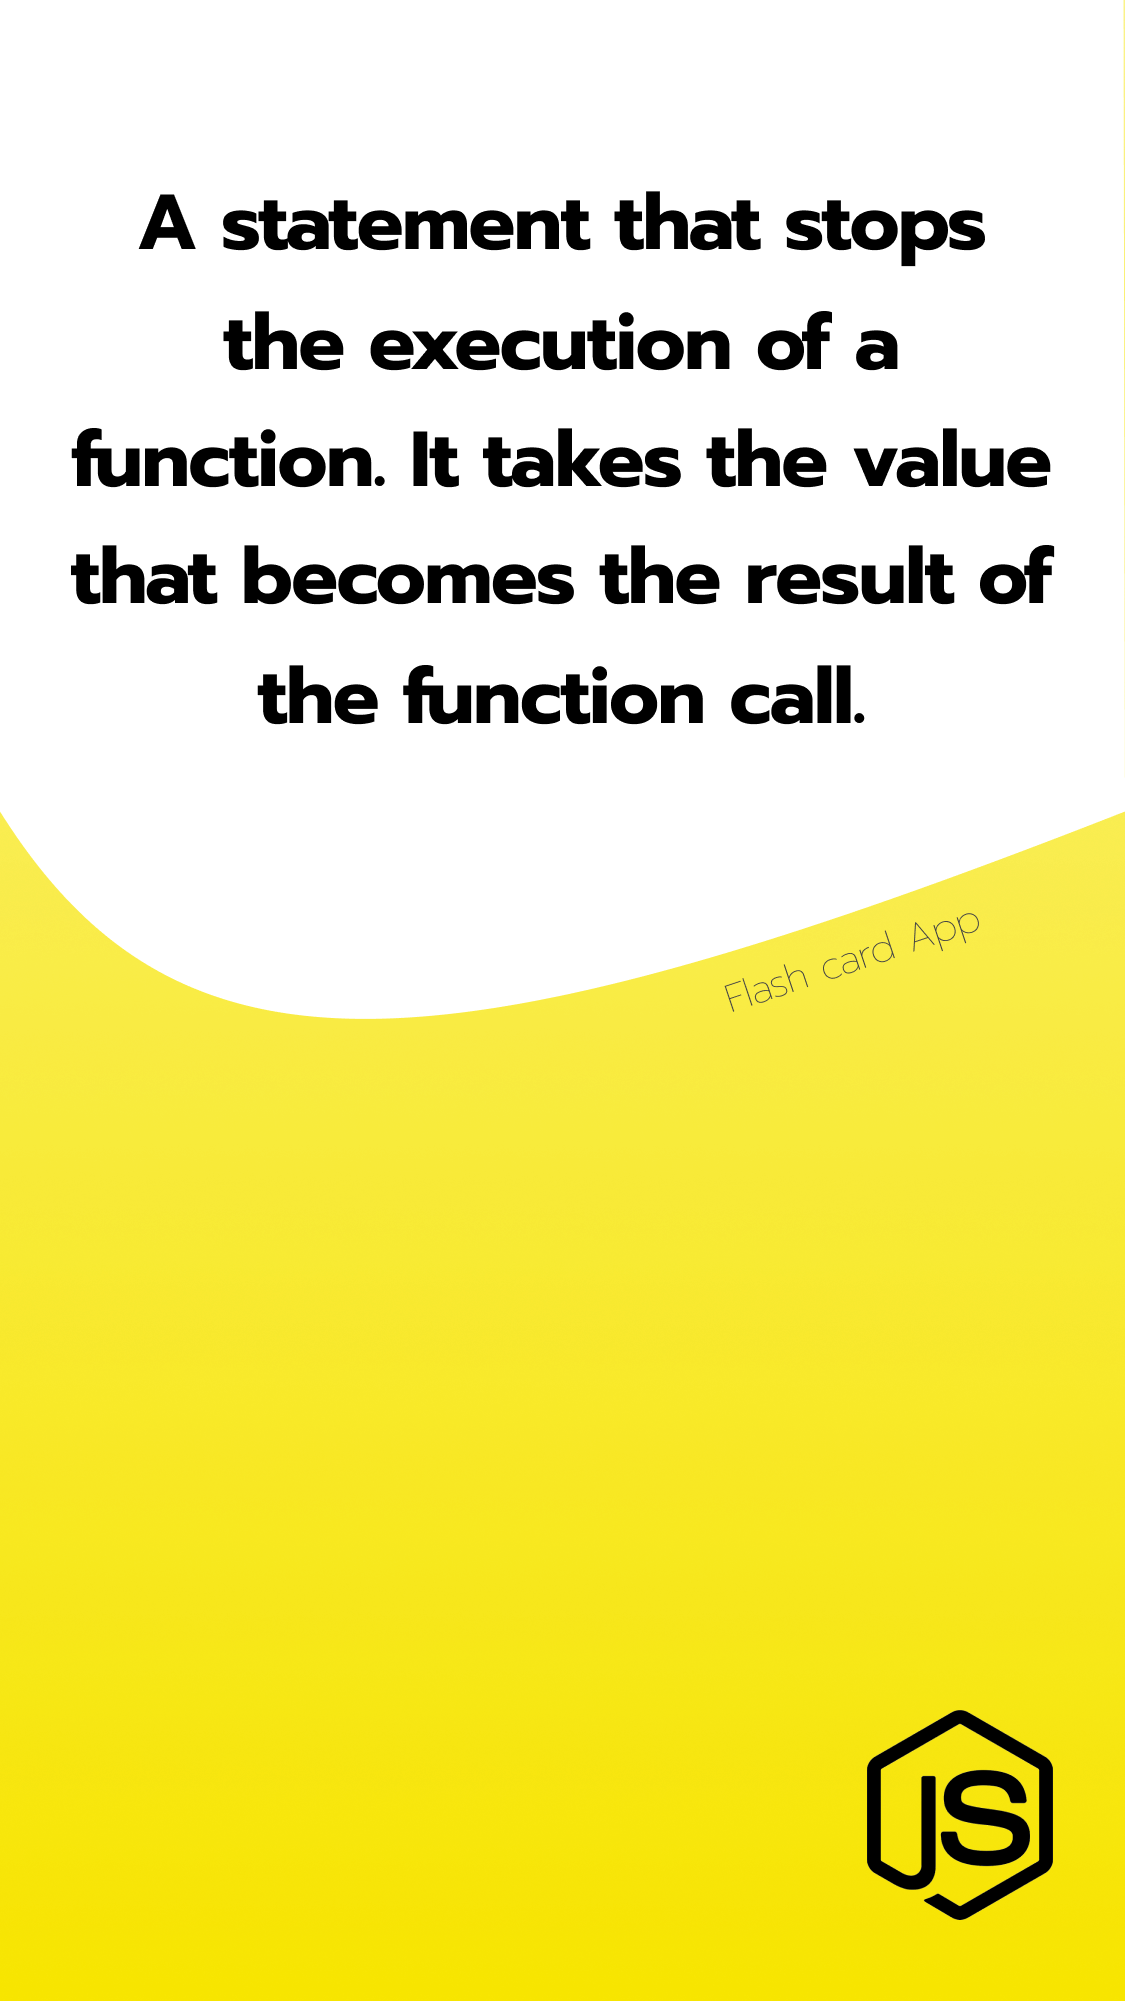 A statement that stops
the execution of a
function. It takes the value
that becomes the result of
the function call.
Flash card App
JS